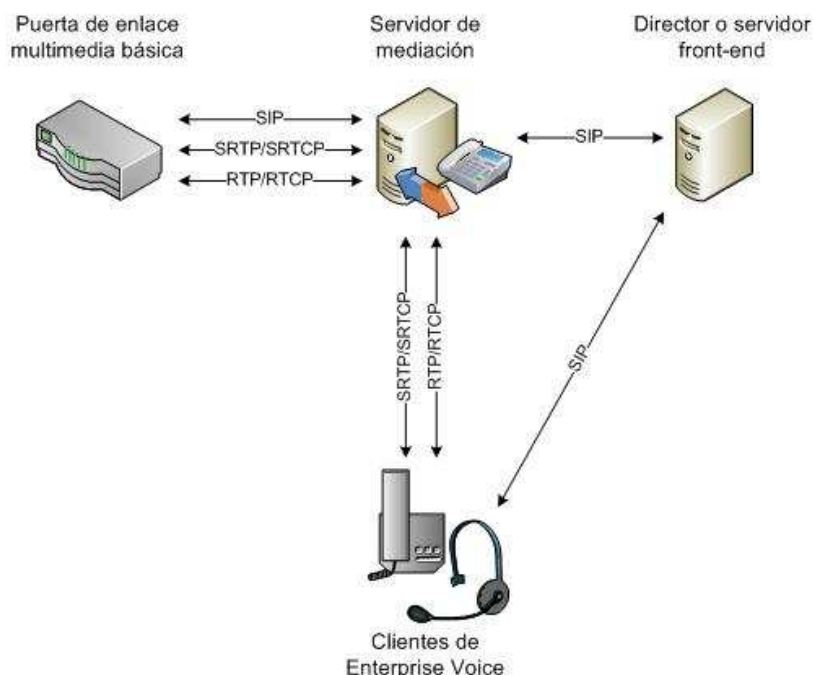 Puerta de enlace
multimedia básica
Servidor de
mediación
Director o servidor
front-end
SIP
SRTP/SRTCP
RTP/RTCP
SIP
SRTP/SRTCP
RTP/RTCP
SIP
Clientes de
Enterprise Voice